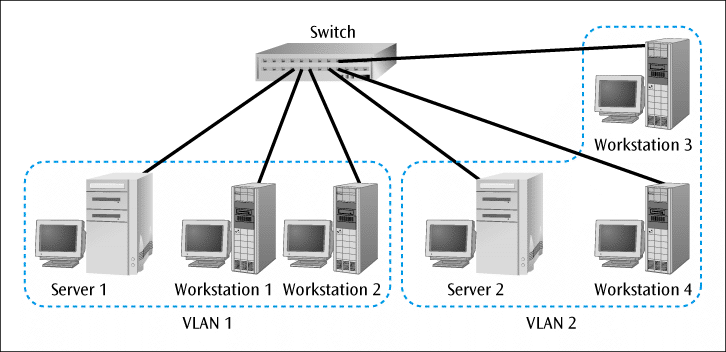 Switch
Workstation 3
Server 1
Workstation 1
Workstation 2
Server 2
Workstation 4
VLAN 1
VLAN 2